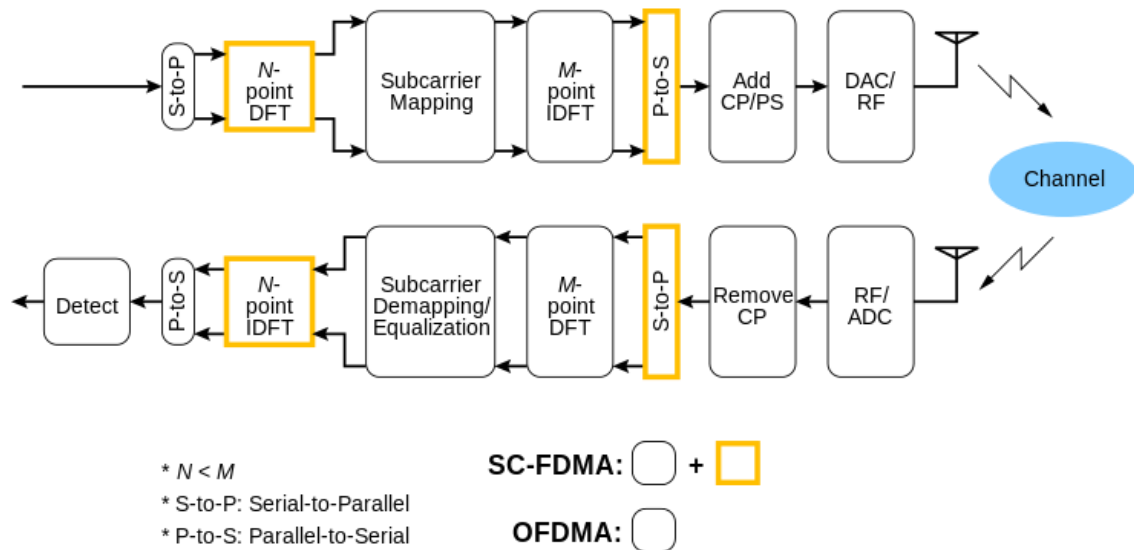 S-to-P
N-
point
DFT
Subcarrier
Mapping
M-
point
IDFT
P-to-S
Add
CP/PS
DAC/
RF
Channel
Detect
P-to-S
N-
point
IDFT
Subcarrier
Demapping/
Equalization
M-
point
DFT
S-to-P
Remove
CP
RF/
ADC
* N < M
* S-to-P: Serial-to-Parallel
* P-to-S: Parallel-to-Serial
SC-FDMA: +
OFDMA: